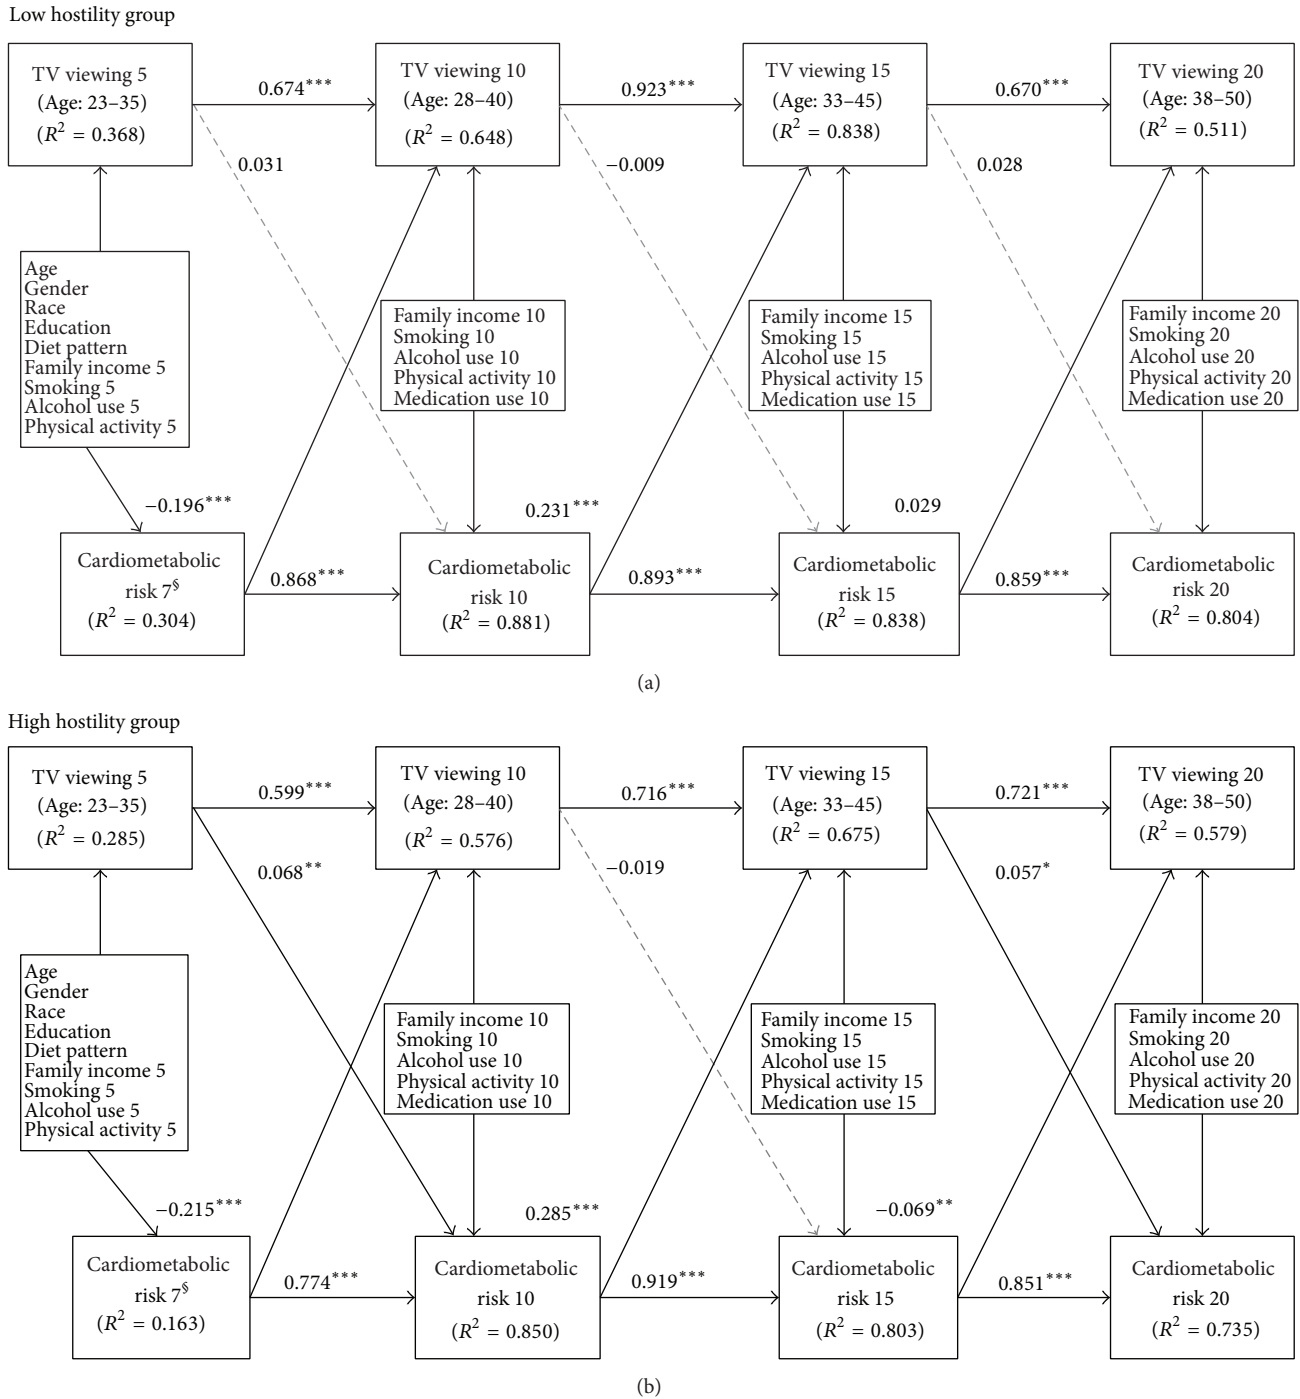 Low hostility group
TV viewing 5
(Age: 23–35)
(R² = 0.368)
0.674***
TV viewing 10
(Age: 28–40)
(R² = 0.648)
0.923***
TV viewing 15
(Age: 33–45)
(R² = 0.838)
0.670***
TV viewing 20
(Age: 38–50)
(R² = 0.511)
0.031
−0.009
0.028
Age
Gender
Race
Education
Diet pattern
Family income 5
Smoking 5
Alcohol use 5
Physical activity 5
Family income 10
Smoking 10
Alcohol use 10
Physical activity 10
Medication use 10
Family income 15
Smoking 15
Alcohol use 15
Physical activity 15
Medication use 15
Family income 20
Smoking 20
Alcohol use 20
Physical activity 20
Medication use 20
−0.196***
0.231***
0.029
Cardiometabolic
risk 7§
(R² = 0.304)
0.868***
Cardiometabolic
risk 10
(R² = 0.881)
0.893***
Cardiometabolic
risk 15
(R² = 0.838)
0.859***
Cardiometabolic
risk 20
(R² = 0.804)
(a)
High hostility group
TV viewing 5
(Age: 23–35)
(R² = 0.285)
0.599***
TV viewing 10
(Age: 28–40)
(R² = 0.576)
0.716***
TV viewing 15
(Age: 33–45)
(R² = 0.675)
0.721***
TV viewing 20
(Age: 38–50)
(R² = 0.579)
0.068**
−0.019
0.057*
Age
Gender
Race
Education
Diet pattern
Family income 5
Smoking 5
Alcohol use 5
Physical activity 5
Family income 10
Smoking 10
Alcohol use 10
Physical activity 10
Medication use 10
Family income 15
Smoking 15
Alcohol use 15
Physical activity 15
Medication use 15
Family income 20
Smoking 20
Alcohol use 20
Physical activity 20
Medication use 20
−0.215***
0.285***
−0.069**
Cardiometabolic
risk 7§
(R² = 0.163)
0.774***
Cardiometabolic
risk 10
(R² = 0.850)
0.919***
Cardiometabolic
risk 15
(R² = 0.803)
0.851***
Cardiometabolic
risk 20
(R² = 0.735)
(b)